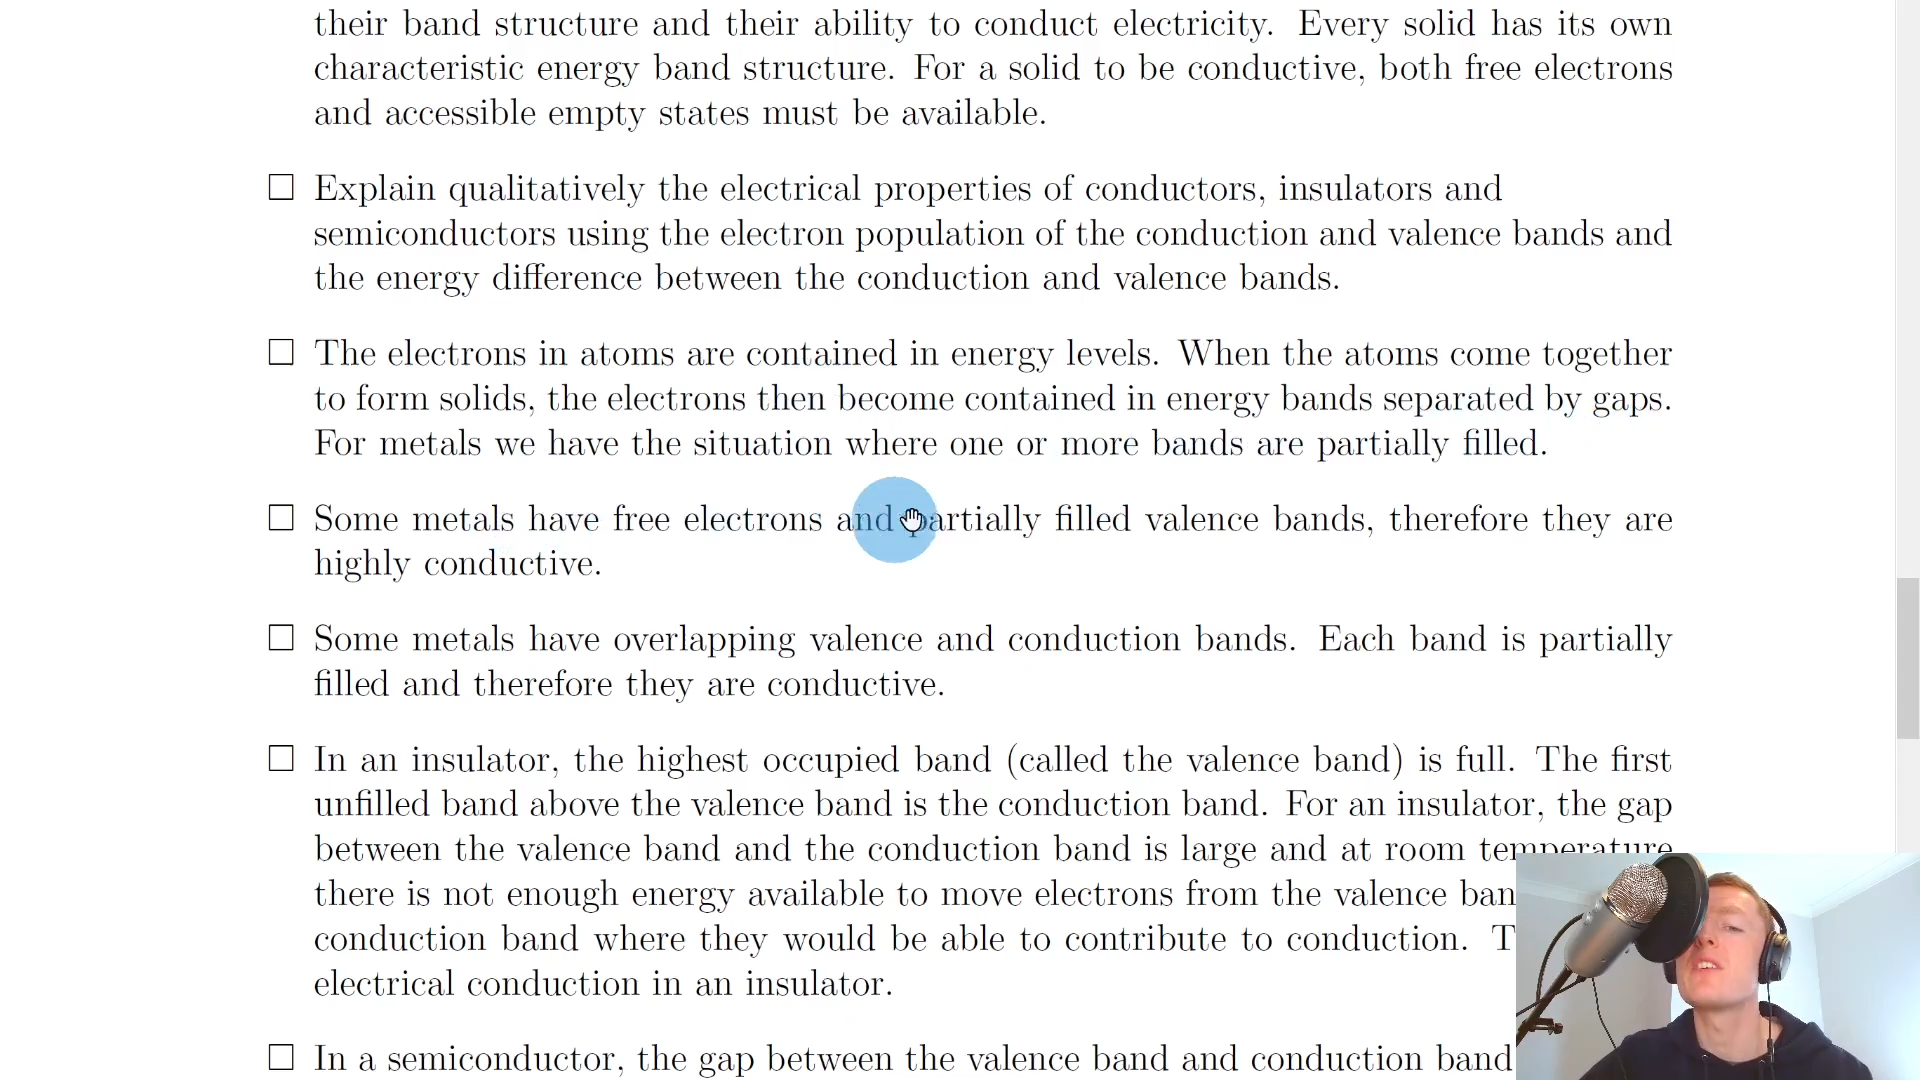 their band structure and their ability to conduct electricity. Every solid has its own
characteristic energy band structure. For a solid to be conductive, both free electrons
and accessible empty states must be available.
☐ Explain qualitatively the electrical properties of conductors, insulators and
semiconductors using the electron population of the conduction and valence bands and
the energy difference between the conduction and valence bands.
☐ The electrons in atoms are contained in energy levels. When the atoms come together
to form solids, the electrons then become contained in energy bands separated by gaps.
For metals we have the situation where one or more bands are partially filled.
☐ Some metals have free electrons and partially filled valence bands, therefore they are
highly conductive.
☐ Some metals have overlapping valence and conduction bands. Each band is partially
filled and therefore they are conductive.
☐ In an insulator, the highest occupied band (called the valence band) is full. The first
unfilled band above the valence band is the conduction band. For an insulator, the gap
between the valence band and the conduction band is large and at room temperature
there is not enough energy available to move electrons from the valence ban
conduction band where they would be able to contribute to conduction. T
electrical conduction in an insulator.
☐ In a semiconductor, the gap between the valence band and conduction band